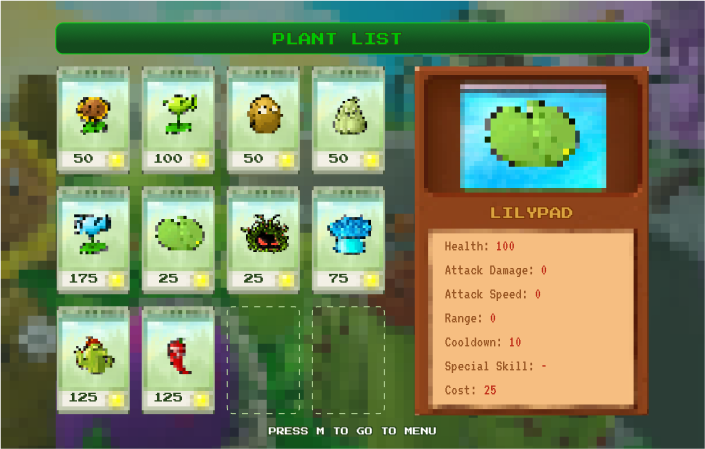 PLANT LIST
50 100 50 50
175 25 25 75
125 125
LILYPAD
Health: 100
Attack Damage: 0
Attack Speed: 0
Range: 0
Cooldown: 10
Special Skill: -
Cost: 25
PRESS M TO GO TO MENU